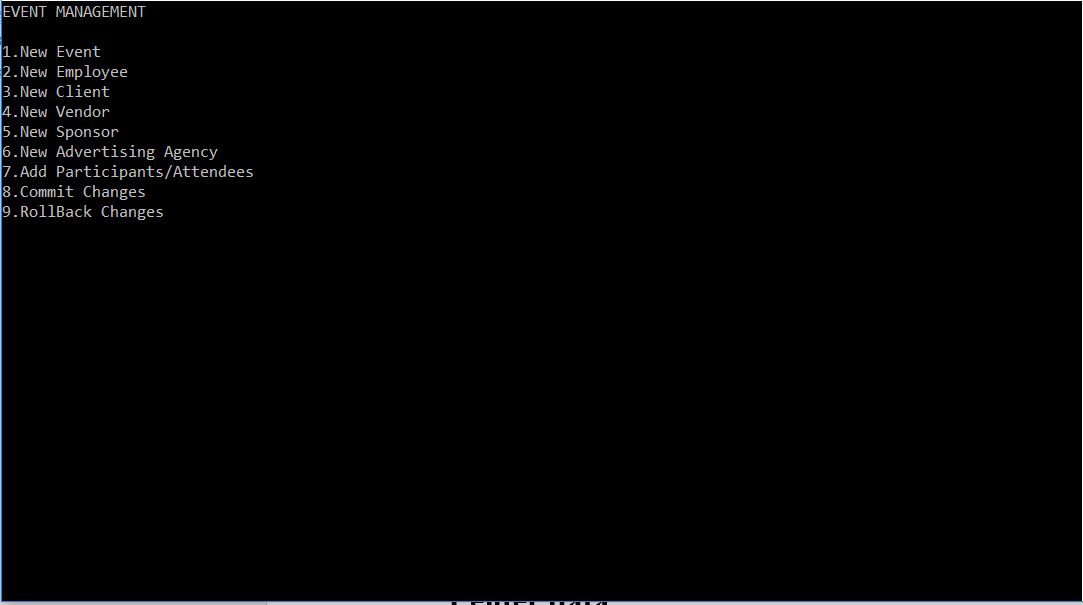 EVENT MANAGEMENT
1.New Event
2.New Employee
3.New Client
4.New Vendor
5.New Sponsor
6.New Advertising Agency
7.Add Participants/Attendees
8.Commit Changes
9.RollBack Changes